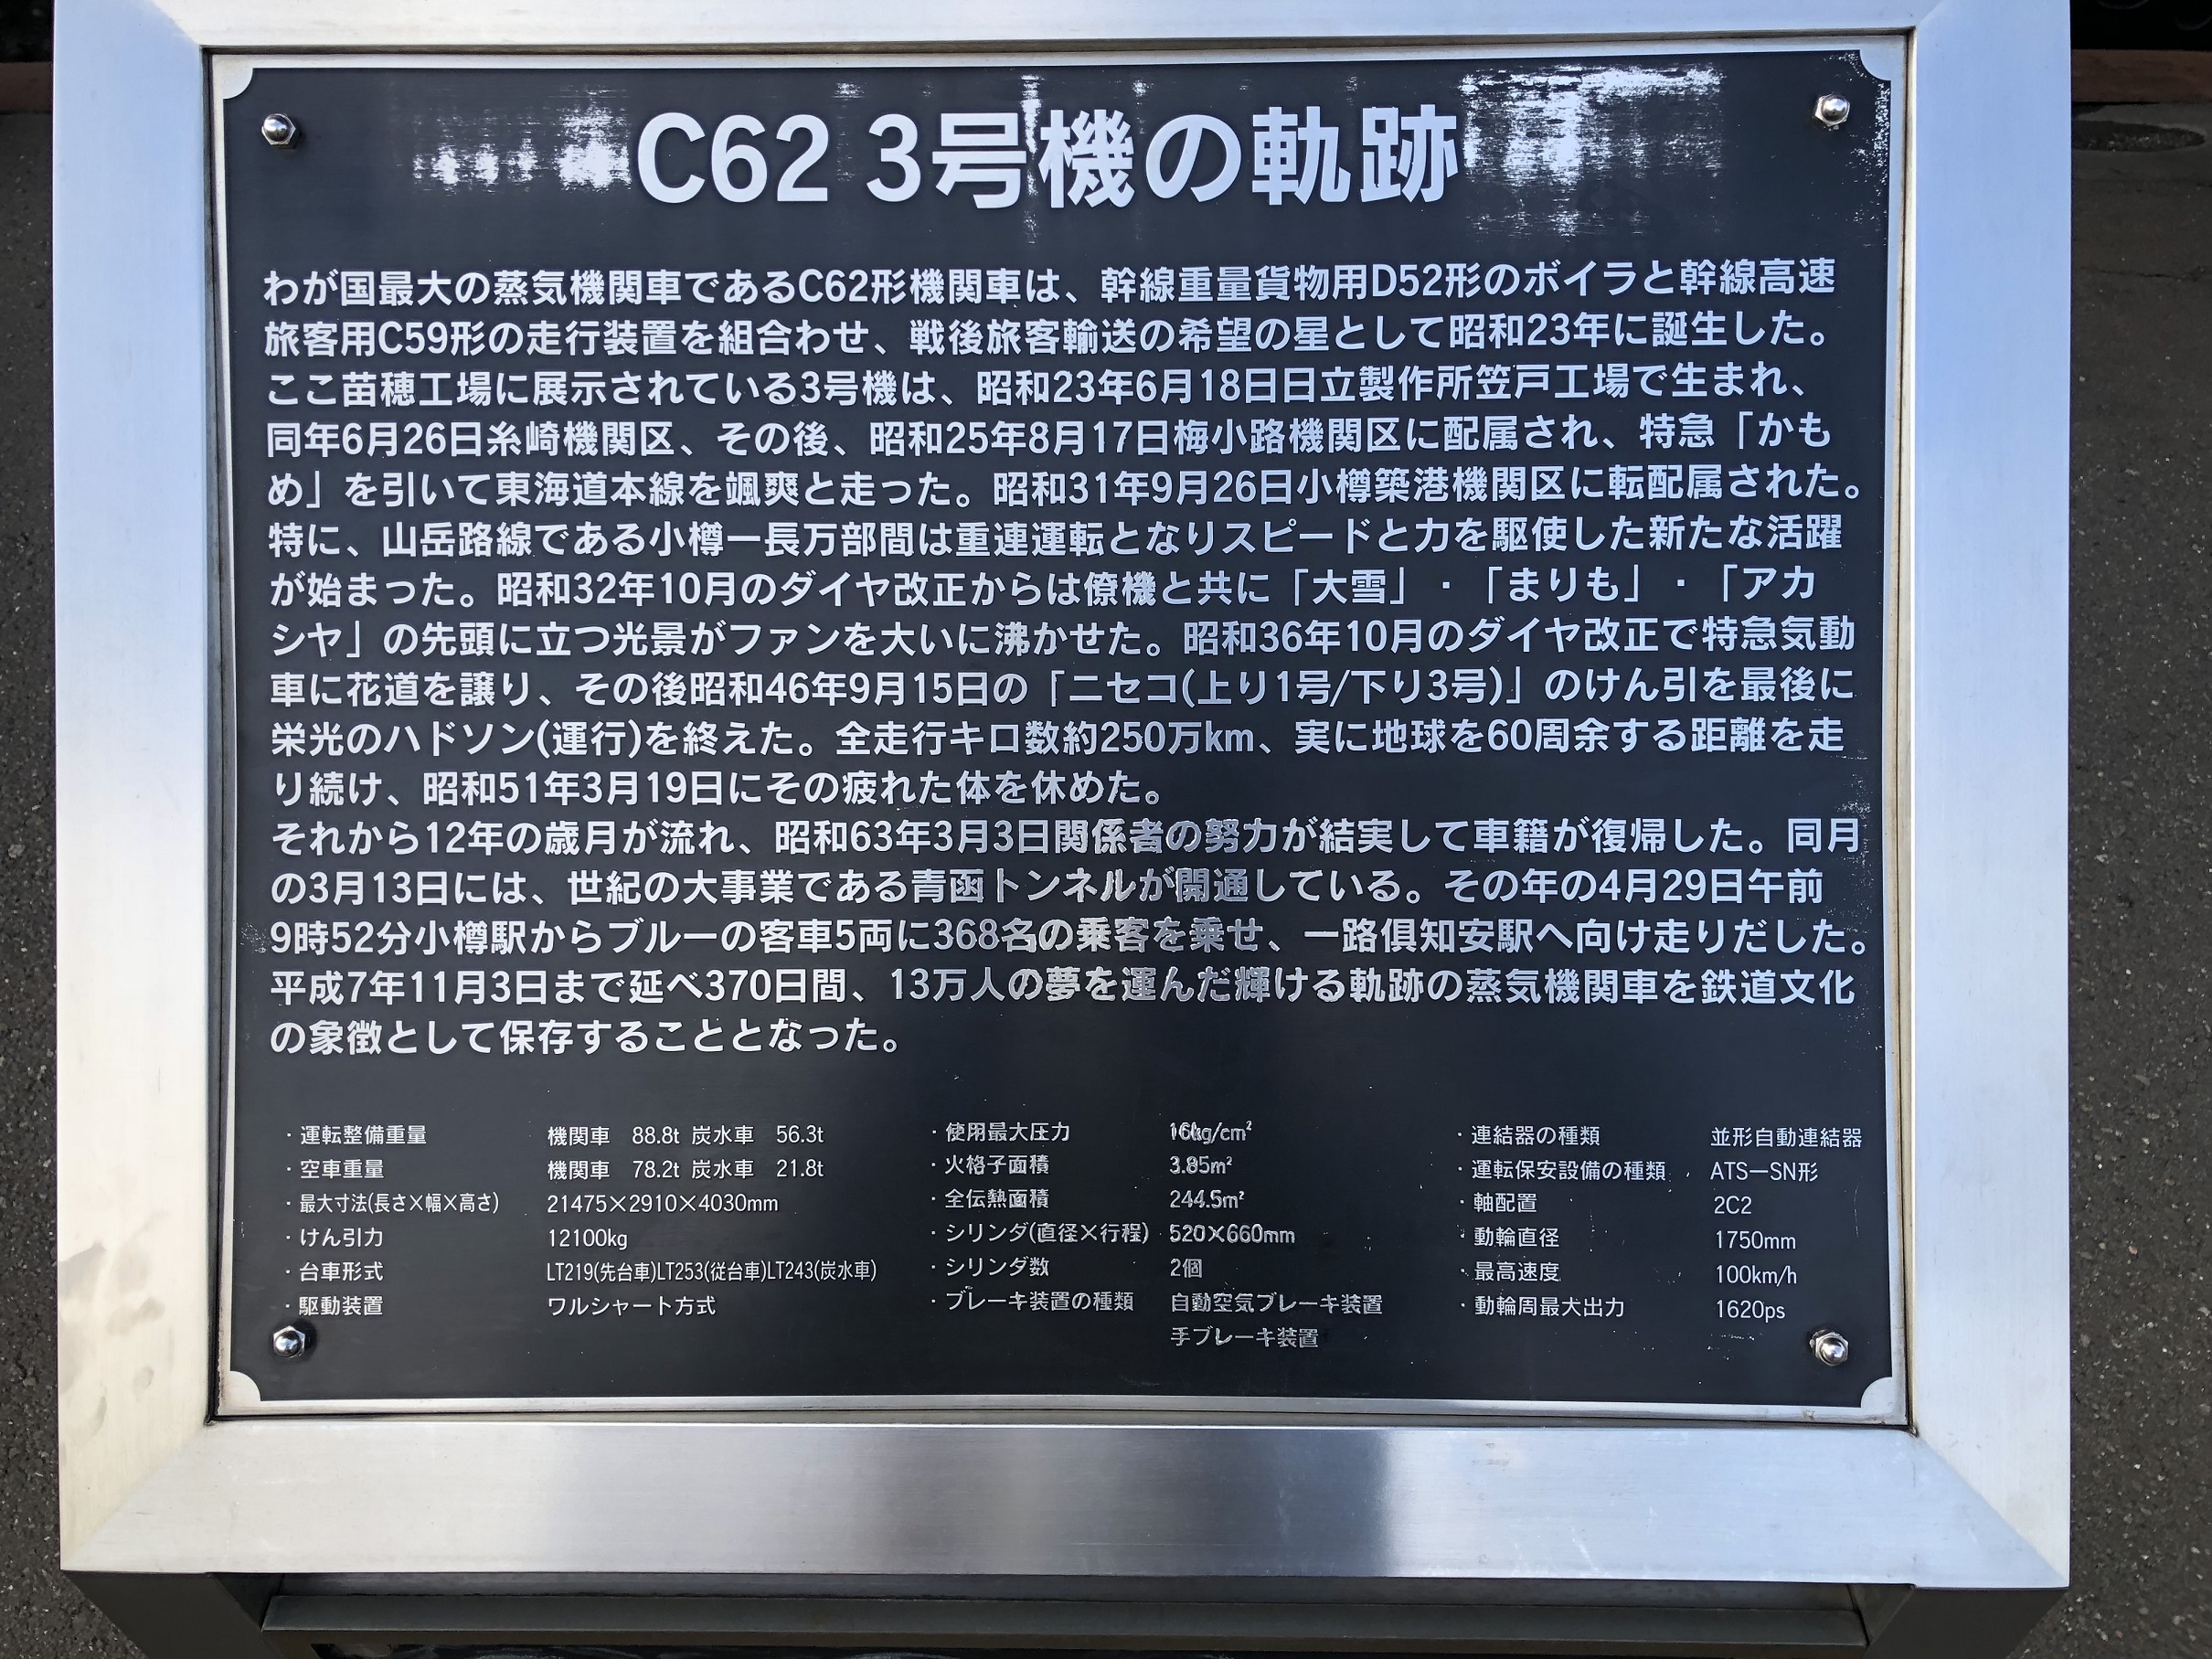 C62 3号機の軌跡
わが国最大の蒸気機関車であるC62形機関車は、幹線重量貨物用D52形のボイラと幹線高速
旅客用C59形の走行装置を組合わせ、戦後旅客輸送の希望の星として昭和23年に誕生した。
ここ苗穂工場に展示されている3号機は、昭和23年6月18日日立製作所笠戸工場で生まれ、
同年6月26日糸崎機関区、その後、昭和25年8月17日梅小路機関区に配属され、特急「かも
め」を引いて東海道本線を颯爽と走った。昭和31年9月26日小樽築港機関区に転配属された。
特に、山岳路線である小樽ー長万部間は重連運転となりスピードと力を駆使した新たな活躍
が始まった。昭和32年10月のダイヤ改正からは僚機と共に「大雪」・「まりも」・「アカ
シヤ」の先頭に立つ光景がファンを大いに沸かせた。昭和36年10月のダイヤ改正で特急気動
車に花道を譲り、その後昭和46年9月15日の「ニセコ(上り1号/下り3号)」のけん引を最後に
栄光のハドソン(運行)を終えた。全走行キロ数約250万km、実に地球を60周余する距離を走
り続け、昭和51年3月19日にその疲れた体を休めた。
それから12年の歳月が流れ、昭和63年3月3日関係者の努力が結実して車籍が復帰した。同月
の3月13日には、世紀の大事業である青函トンネルが開通している。その年の4月29日午前
9時52分小樽駅からブルーの客車5両に368名の乗客を乗せ、一路倶知安駅へ向け走りだした。
平成7年11月3日まで延べ370日間、13万人の夢を運んだ輝ける軌跡の蒸気機関車を鉄道文化
の象徴として保存することとなった。
・運転整備重量 機関車 88.8t 炭水車 56.3t
・空車重量 機関車 78.2t 炭水車 21.8t
・最大寸法(長さ×幅×高さ) 21475×2910×4030mm
・けん引力 12100kg
・台車形式 LT219(先台車)LT253(従台車)LT243(炭水車)
・駆動装置 ワルシャート方式
・使用最大圧力 16kg/cm²
・火格子面積 3.85m²
・全伝熱面積 244.5m²
・シリンダ(直径×行程) 520×660mm
・シリンダ数 2個
・ブレーキ装置の種類 自動空気ブレーキ装置
手ブレーキ装置
・連結器の種類 並形自動連結器
・運転保安設備の種類 ATSーSN形
・軸配置 2C2
・動輪直径 1750mm
・最高速度 100km/h
・動輪周最大出力 1620ps